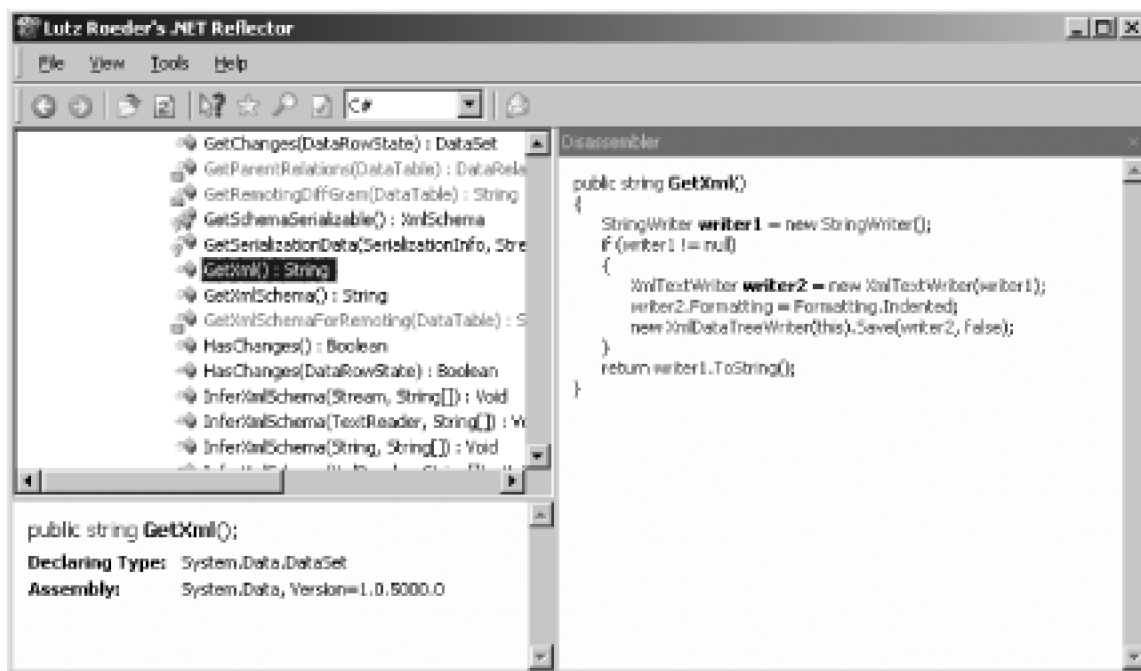 Lutz Roeder's .NET Reflector
File View Tools Help
C#
GetChanges(DataRowState) : DataSet
GetParentRelations(DataTable) : DataRela
GetRemotingDiffGram(DataTable) : String
GetSchemaSerializable() : XmlSchema
GetSerializationData(SerializationInfo, Stre
GetXml() : String
GetXmlSchema() : String
GetXmlSchemaForRemoting(DataTable) : S
HasChanges() : Boolean
HasChanges(DataRowState) : Boolean
InferXmlSchema(Stream, String[]) : Void
InferXmlSchema(TextReader, String[]) : Vo
InferXmlSchema(String, String[]) : Void
public string GetXml();
Declaring Type: System.Data.DataSet
Assembly: System.Data, Version=1.0.5000.0
Disassembler
public string GetXml()
{
StringWriter writer1 = new StringWriter();
if (writer1 != null)
{
XmlTextWriter writer2 = new XmlTextWriter(writer1);
writer2.Formatting = Formatting.Indented;
new XmlDataTreeWriter(this).Save(writer2, false);
}
return writer1.ToString();
}